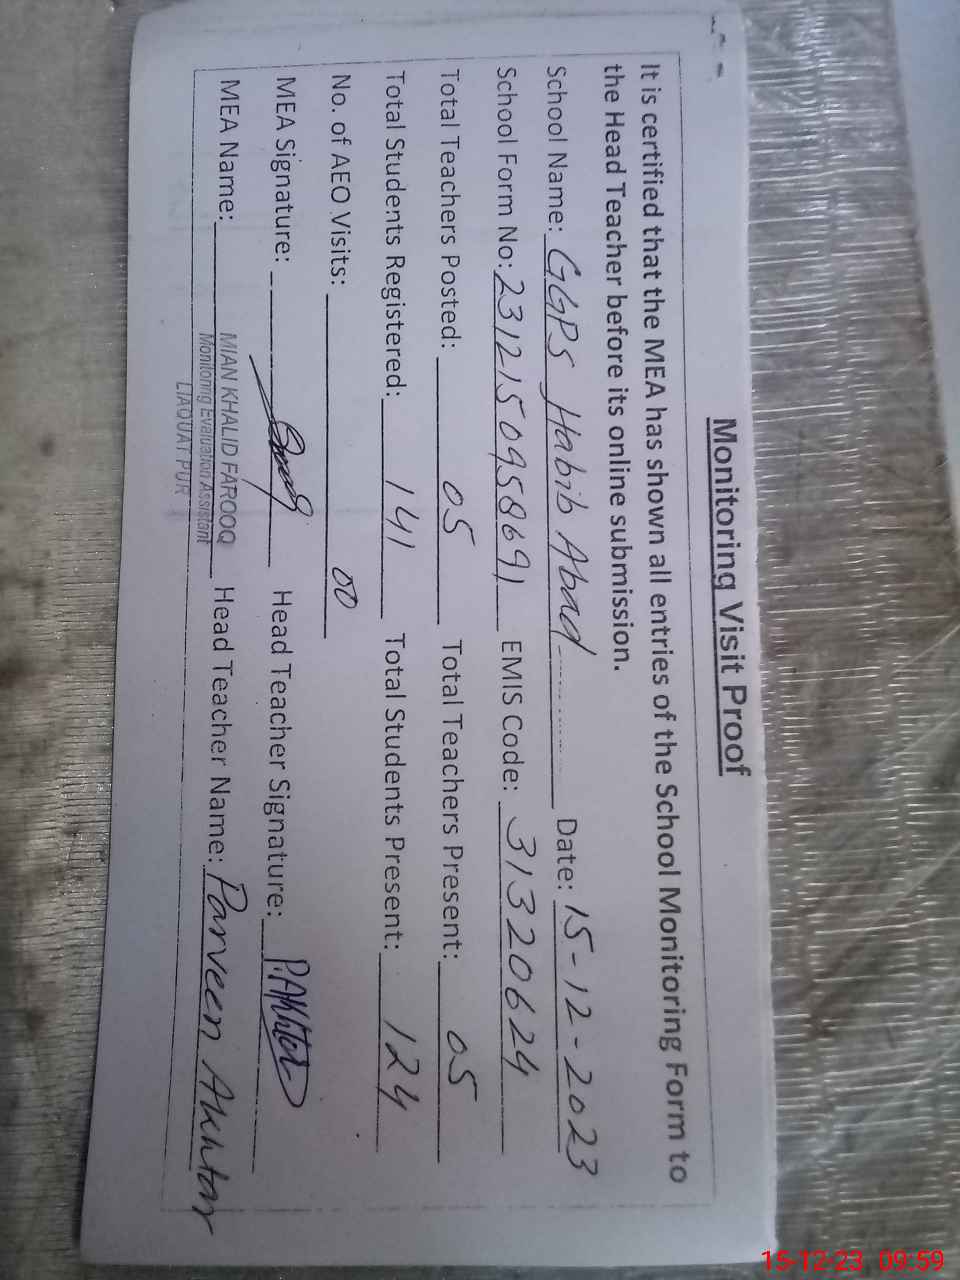 Monitoring Visit Proof
It is certified that the MEA has shown all entries of the School Monitoring Form to
the Head Teacher before its online submission.
School Name: GGPS Habib Abad Date: 15-12-2023
School Form No: 23121509458691 EMIS Code: 31320624
Total Teachers Posted: 05 Total Teachers Present: 05
Total Students Registered: 141 Total Students Present: 124
No. of AEO Visits: 00
MEA Signature: Head Teacher Signature: P.Akhtar
MEA Name: MIAN KHALID FAROOQ Head Teacher Name: Parveen Akhtar
Monitoring Evaluation Assistant
LIAQUAT PUR
15-12-23 09:59